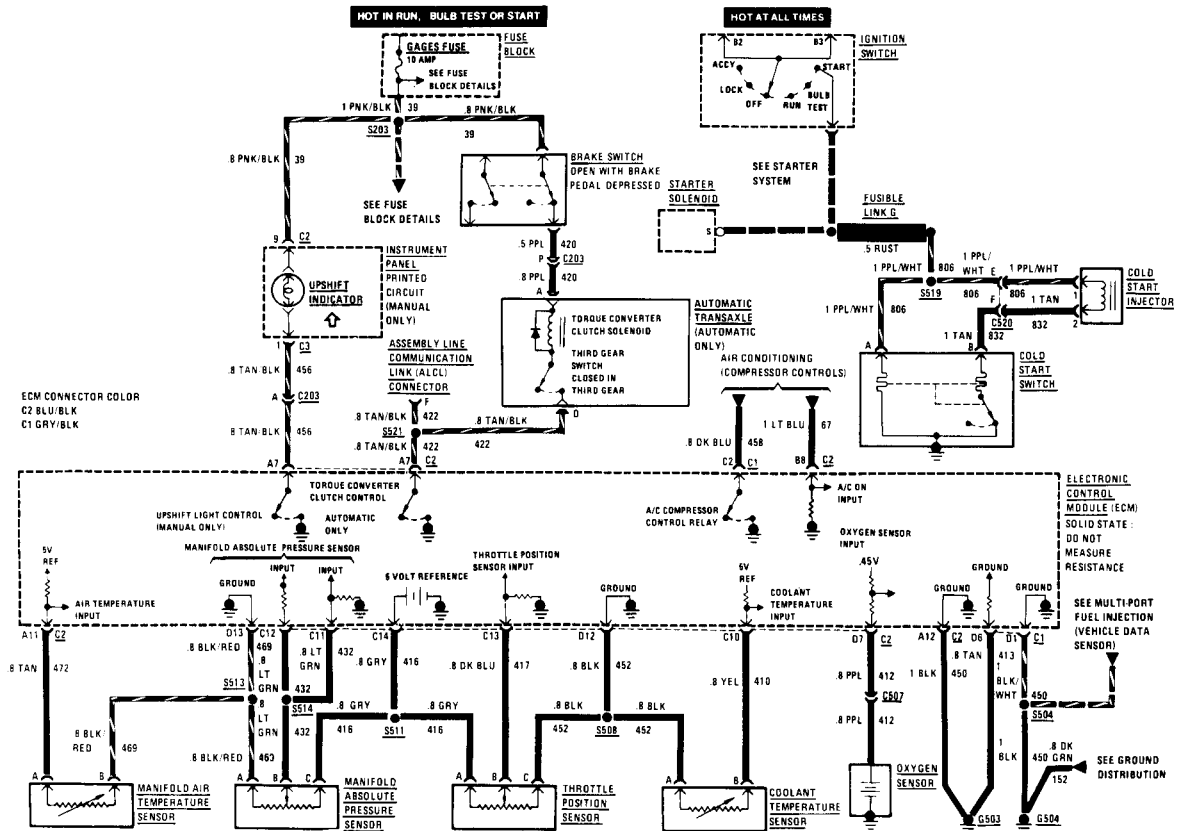 HOT IN RUN, BULB TEST OR START
HOT AT ALL TIMES
GAGES FUSE
10 AMP
SEE FUSE
BLOCK DETAILS
FUSE
BLOCK
B2
B3
IGNITION
SWITCH
ACCY
LOCK
OFF
RUN
BULB
TEST
START
1 PNK/BLK
39
S203
.8 PNK/BLK
39
.8 PNK/BLK
39
SEE FUSE
BLOCK DETAILS
BRAKE SWITCH
OPEN WITH BRAKE
PEDAL DEPRESSED
SEE STARTER
SYSTEM
STARTER
SOLENOID
S
FUSIBLE
LINK G
.5 RUST
.5 PPL
420
P
C203
.8 PPL
420
A
9
C2
INSTRUMENT
PANEL
PRINTED
CIRCUIT
(MANUAL
ONLY)
UPSHIFT
INDICATOR
1
C3
1 PPL/WHT
806
S519
1 PPL/
WHT
E
806
1 PPL/WHT
806
1
F
C520
1 TAN
832
2
COLD
START
INJECTOR
1 PPL/WHT
806
1 TAN
832
A
B
COLD
START
SWITCH
TORQUE CONVERTER
CLUTCH SOLENOID
THIRD GEAR
SWITCH
CLOSED IN
THIRD GEAR
D
AUTOMATIC
TRANSAXLE
(AUTOMATIC
ONLY)
AIR CONDITIONING
(COMPRESSOR CONTROLS)
ASSEMBLY LINE
COMMUNICATION
LINK (ALCL)
CONNECTOR
F
.8 TAN/BLK
456
A
C203
.8 TAN/BLK
422
S521
.8 TAN/BLK
422
ECM CONNECTOR COLOR
C2 BLU/BLK
C1 GRY/BLK
8 TAN/BLK
456
.8 TAN/BLK
422
.8 DK BLU
458
1 LT BLU
67
A7
A7
C2
C2
C1
B8
C2
TORQUE CONVERTER
CLUTCH CONTROL
UPSHIFT LIGHT CONTROL
(MANUAL ONLY)
AUTOMATIC
ONLY
A/C COMPRESSOR
CONTROL RELAY
A/C ON
INPUT
ELECTRONIC
CONTROL
MODULE (ECM)
SOLID STATE :
DO NOT
MEASURE
RESISTANCE
5V
REF
AIR TEMPERATURE
INPUT
MANIFOLD ABSOLUTE PRESSURE SENSOR
GROUND
INPUT
INPUT
5 VOLT REFERENCE
THROTTLE POSITION
SENSOR INPUT
GROUND
5V
REF
COOLANT
TEMPERATURE
INPUT
OXYGEN SENSOR
INPUT
.45V
GROUND
GROUND
GROUND
SEE MULTI-PORT
FUEL INJECTION
(VEHICLE DATA
SENSOR)
A11
C2
D13
C12
C11
C14
C13
D12
C10
D7
C2
A12
C2
D6
D1
C1
.8 TAN
472
.8 BLK/RED
469
.8
LT
GRN
432
.8 LT
GRN
432
.8 GRY
416
.8 DK BLU
417
.8 BLK
452
.8 YEL
410
.8 PPL
412
C507
.8 PPL
412
1 BLK
450
.8 TAN
413
1
BLK/
WHT
450
S504
S513
S514
8
LT
GRN
432
.8 GRY
416
S511
416
.8 BLK
452
S508
.8 BLK
452
.8 BLK/
RED
469
.8 BLK/RED
463
1
BLK
450
.8 DK
GRN
152
SEE GROUND
DISTRIBUTION
A
B
MANIFOLD AIR
TEMPERATURE
SENSOR
A
B
C
MANIFOLD
ABSOLUTE
PRESSURE
SENSOR
A
B
C
THROTTLE
POSITION
SENSOR
A
B
COOLANT
TEMPERATURE
SENSOR
OXYGEN
SENSOR
G503
G504